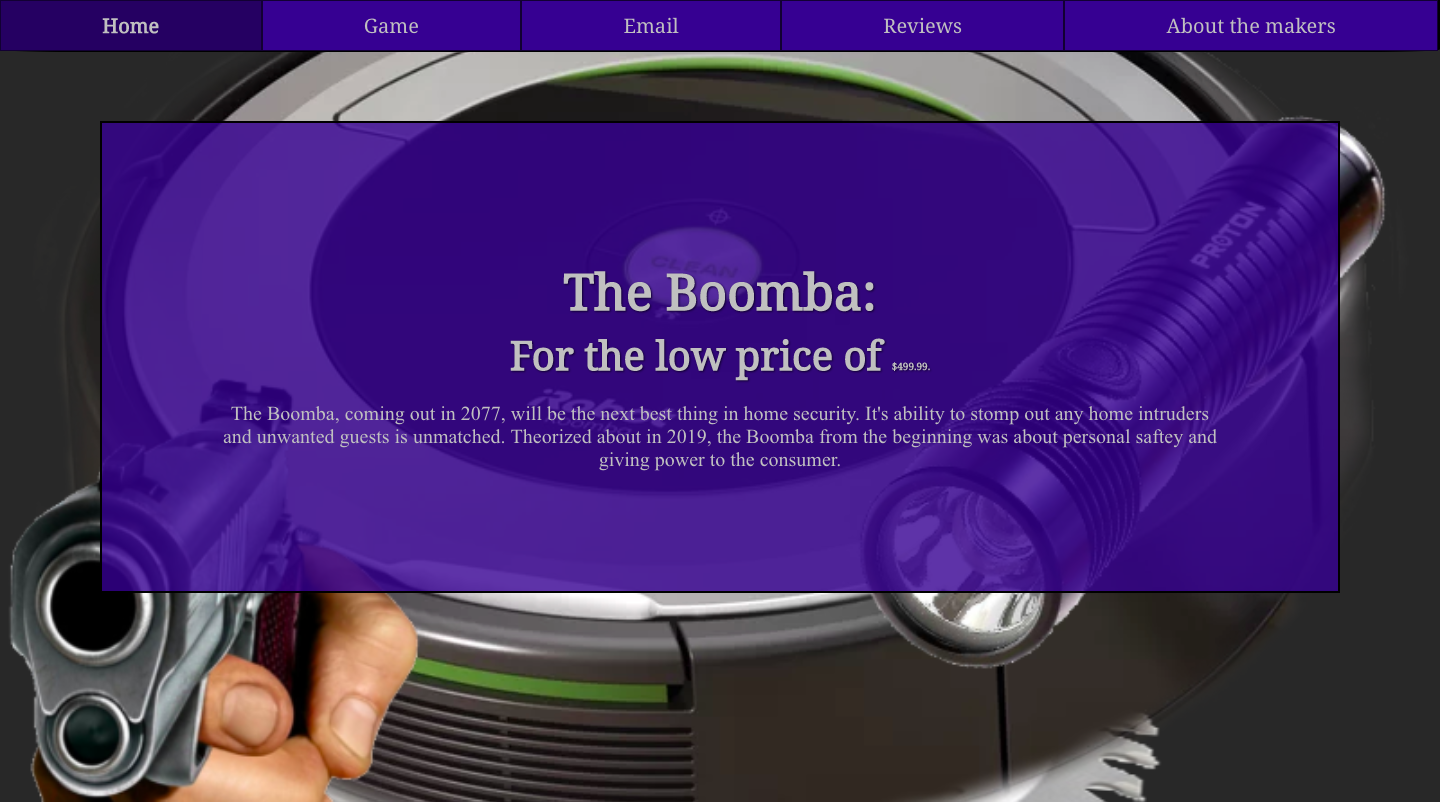 Home Game Email Reviews About the makers
PROTON
CLEAN
The Boomba:
For the low price of $499.99.
iRobot
The Boomba, coming out in 2077, will be the next best thing in home security. It's ability to stomp out any home intruders
and unwanted guests is unmatched. Theorized about in 2019, the Boomba from the beginning was about personal saftey and
giving power to the consumer.